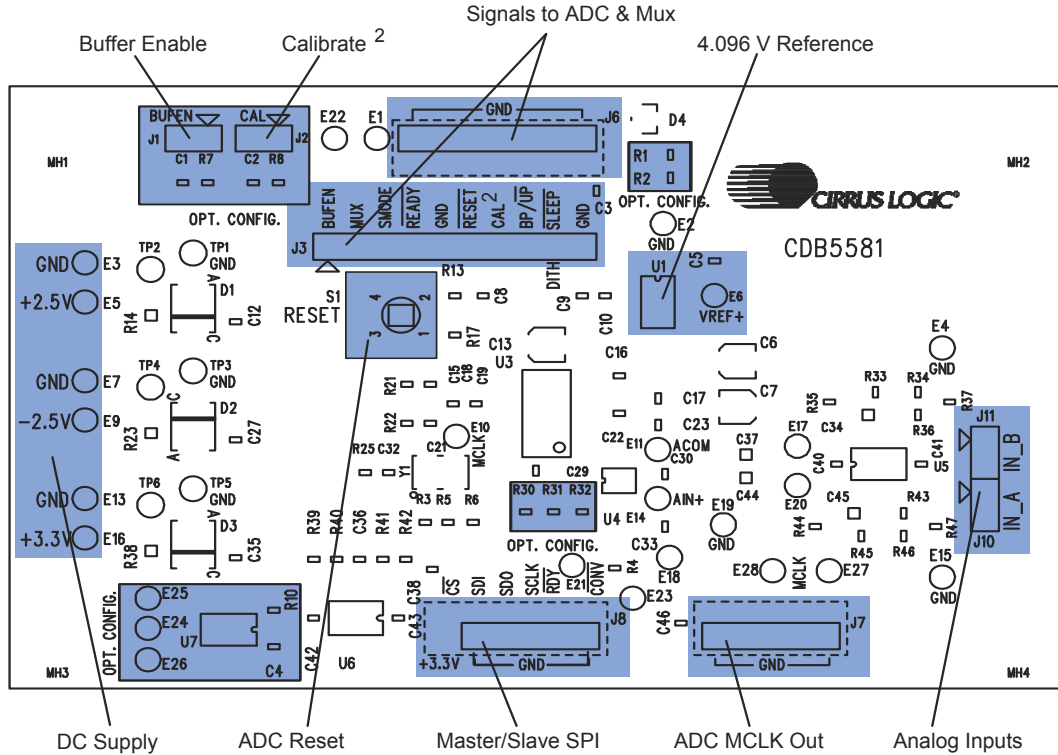 Signals to ADC & Mux
Buffer Enable
Calibrate 2
4.096 V Reference
BUFEN
CAL
J1
J2
C1 R7
C2 R8
OPT. CONFIG.
E22
E1
GND
J6
D4
R1
R2
OPT. CONFIG.
MH1
MH2
CIRRUS LOGIC®
CDB5581
BUFEN
MUX
SMODE
READY
GND
RESET
CAL 2
BP/UP
SLEEP
GND
C3
J3
E2
GND
U1
C5
E6
VREF+
GND E3
+2.5V E5
GND E7
-2.5V E9
GND E13
+3.3V E16
TP2
TP1
GND
A
D1
C
R14
C12
TP4
TP3
GND
C
D2
A
R23
C27
TP6
TP5
GND
A
D3
C
R38
C35
S1
RESET
4
2
3
1
R13
C8
R17
DITH
C9
C10
C13
U3
C16
C15
C18
C19
R21
R22
E10
MCLK
R25
C32
Y1
C21
R3
R5
R6
C22
C29
R30 R31 R32
OPT. CONFIG.
U4
C17
C23
E11
ACOM
C30
AIN+
E14
C6
C7
C37
C44
E17
E20
E19
GND
C33
E18
R4
E21
E23
E4
GND
R33
R34
R35
R36
R37
C34
C40
C41
U5
C45
R43
R44
R45
R46
R47
J11
IN_B
IN_A
J10
E15
GND
E28
MCLK
E27
R39
R40
C36
R41
R42
C38
CS
SDI
SDO
SCLK
RDY
CONV
J8
+3.3V
GND
C46
J7
GND
OPT. CONFIG.
E25
E24
E26
U7
R10
C4
C42
U6
C43
MH3
MH4
DC Supply
ADC Reset
Master/Slave SPI
ADC MCLK Out
Analog Inputs